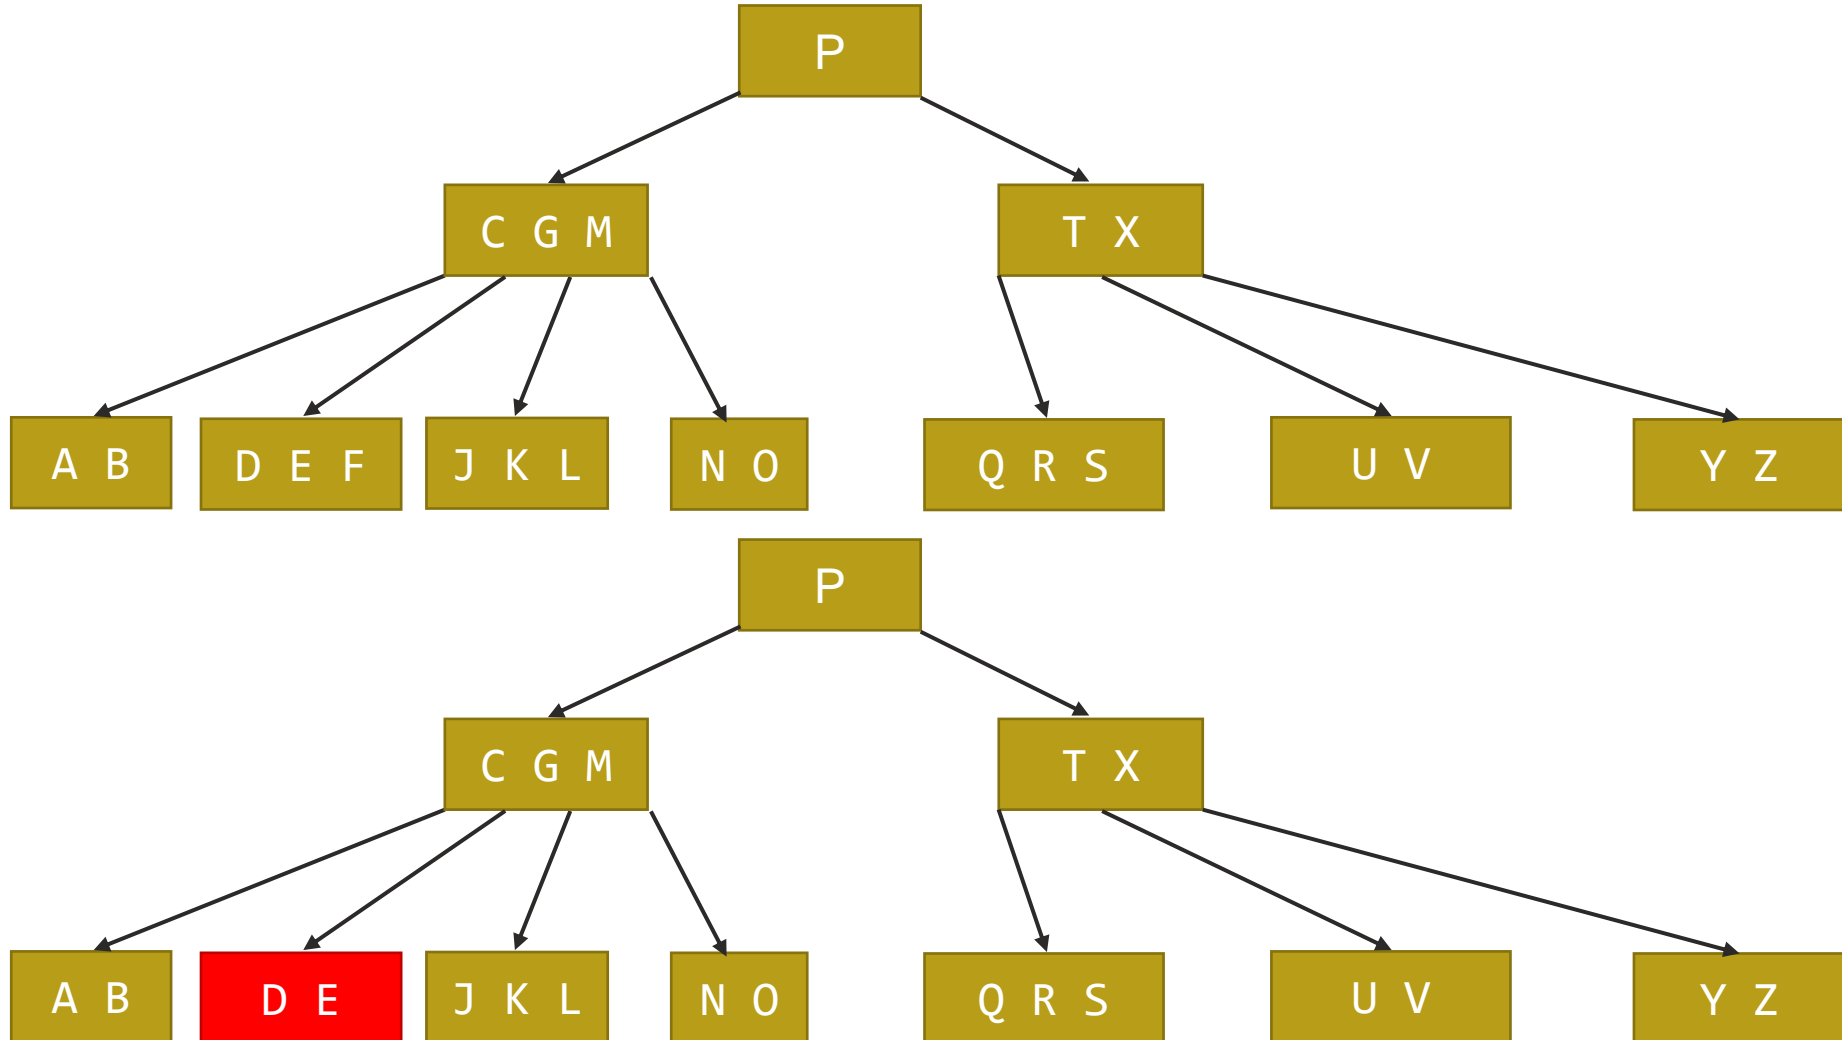 P
C G M
T X
A B
D E F
J K L
N O
Q R S
U V
Y Z
P
C G M
T X
A B
D E
J K L
N O
Q R S
U V
Y Z